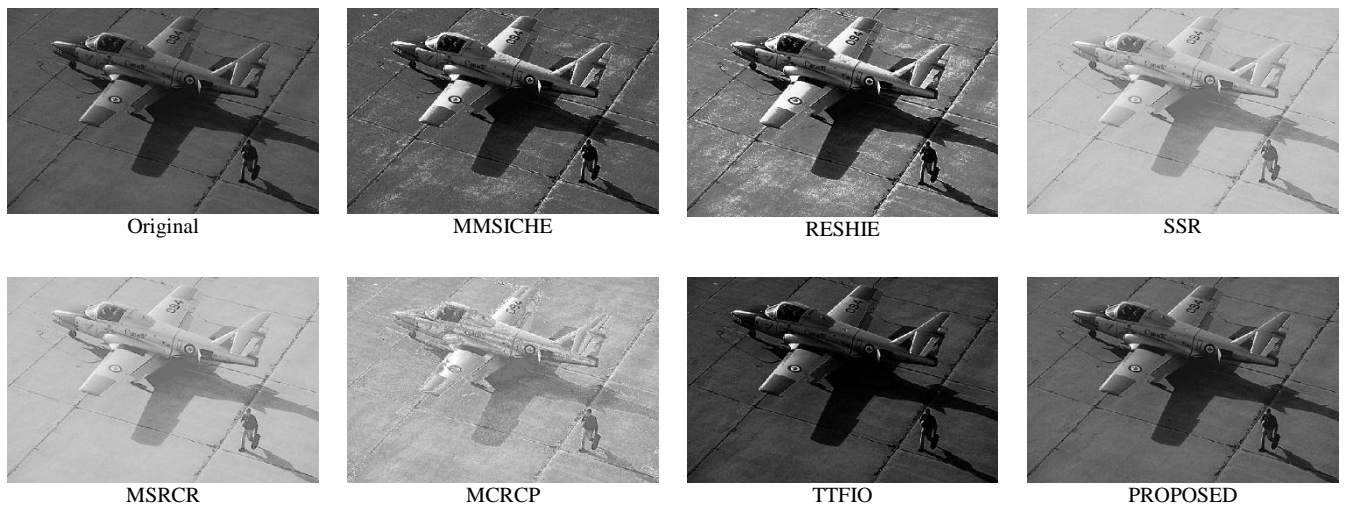 Original
MMSICHE
RESHIE
SSR
MSRCR
MCRCP
TTFIO
PROPOSED